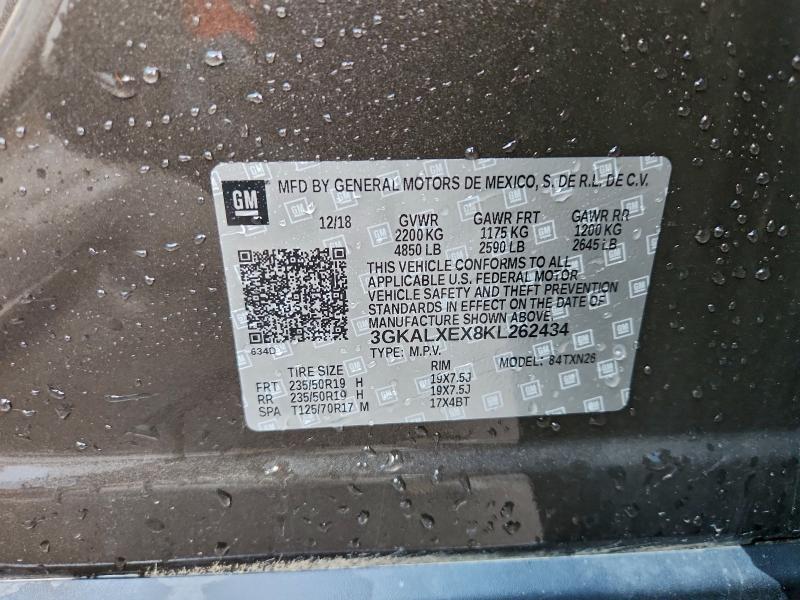 GM MFD BY GENERAL MOTORS DE MEXICO, S. DE R.L. DE C.V.
12/18 GVWR GAWR FRT GAWR RR
2200 KG 1175 KG 1200 KG
4850 LB 2590 LB 2645 LB
THIS VEHICLE CONFORMS TO ALL
APPLICABLE U.S. FEDERAL MOTOR
VEHICLE SAFETY AND THEFT PREVENTION
STANDARDS IN EFFECT ON THE DATE OF
MANUFACTURE SHOWN ABOVE.
3GKALXEX8KL262434
634D TYPE: M.P.V. MODEL: 84TXN26
TIRE SIZE RIM
FRT 235/50R19 H 19X7.5J
RR 235/50R19 H 19X7.5J
SPA T125/70R17 M 17X4BT